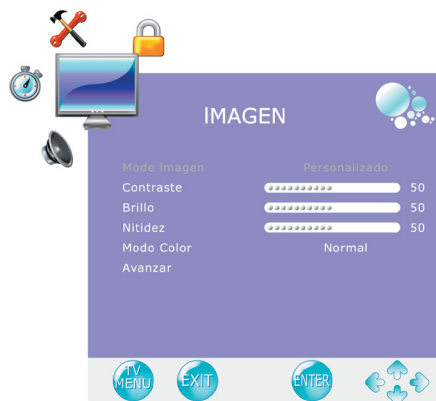 IMAGEN
Mode Imagen Personalizado
Contraste 50
Brillo 50
Nitidez 50
Modo Color Normal
Avanzar
TV MENU
EXIT
ENTER